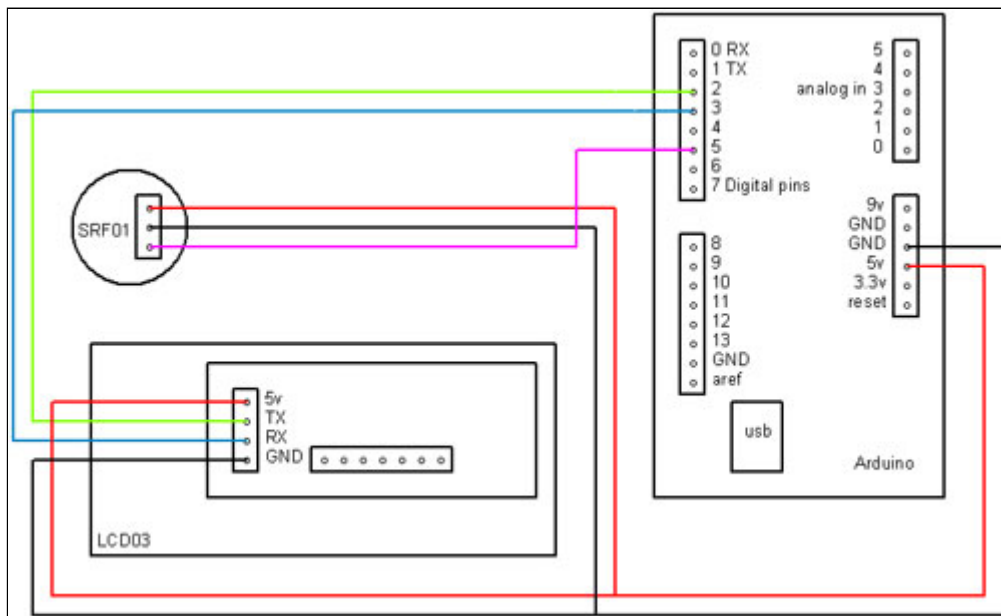 0 RX
1 TX
2
3
4
5
6
7 Digital pins
5
4
analog in 3
2
1
0
SRF01
9v
GND
GND
5v
3.3v
reset
8
9
10
11
12
13
GND
aref
usb
Arduino
5v
TX
RX
GND
LCD03